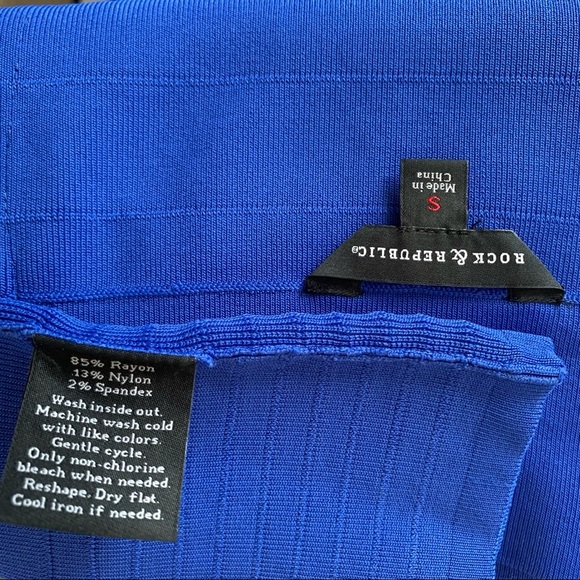 S
Made in
China
ROCK & REPUBLIC®
85% Rayon
13% Nylon
2% Spandex
Wash inside out.
Machine wash cold
with like colors.
Gentle cycle.
Only non-chlorine
bleach when needed.
Reshape. Dry flat.
Cool iron if needed.